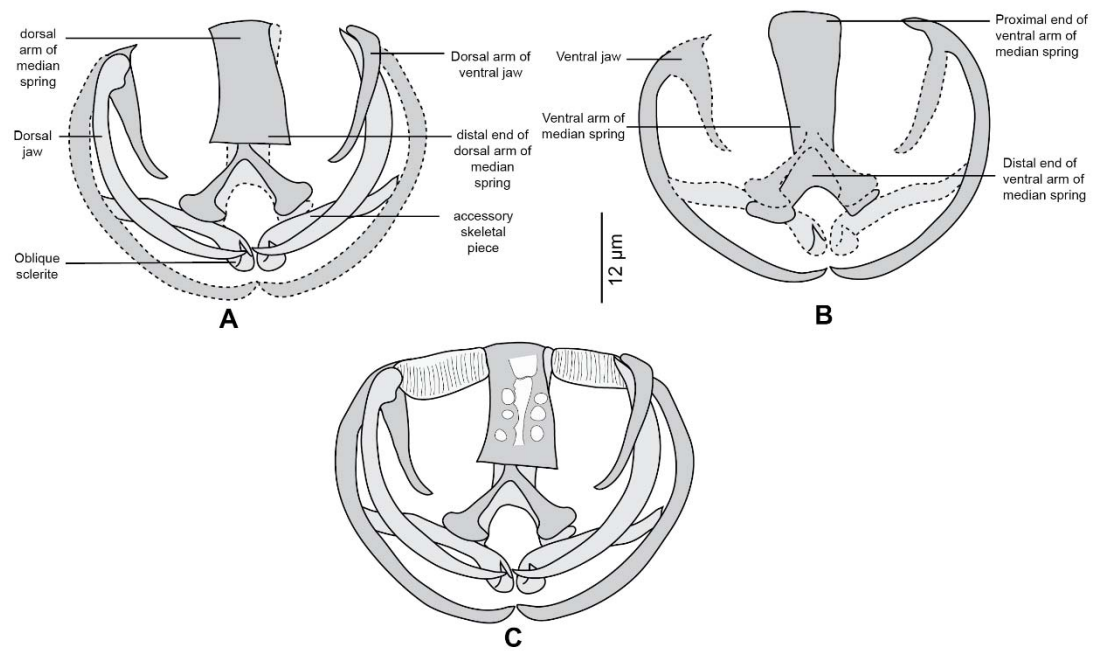 dorsal
arm of
median
spring
Dorsal
jaw
Oblique
sclerite
Dorsal arm of
ventral jaw
distal end of
dorsal arm of
median
spring
accessory
skeletal
piece
A
Ventral jaw
Ventral arm of
median spring
Proximal end of
ventral arm of
median spring
Distal end of
ventral arm of
median spring
12 µm
B
C